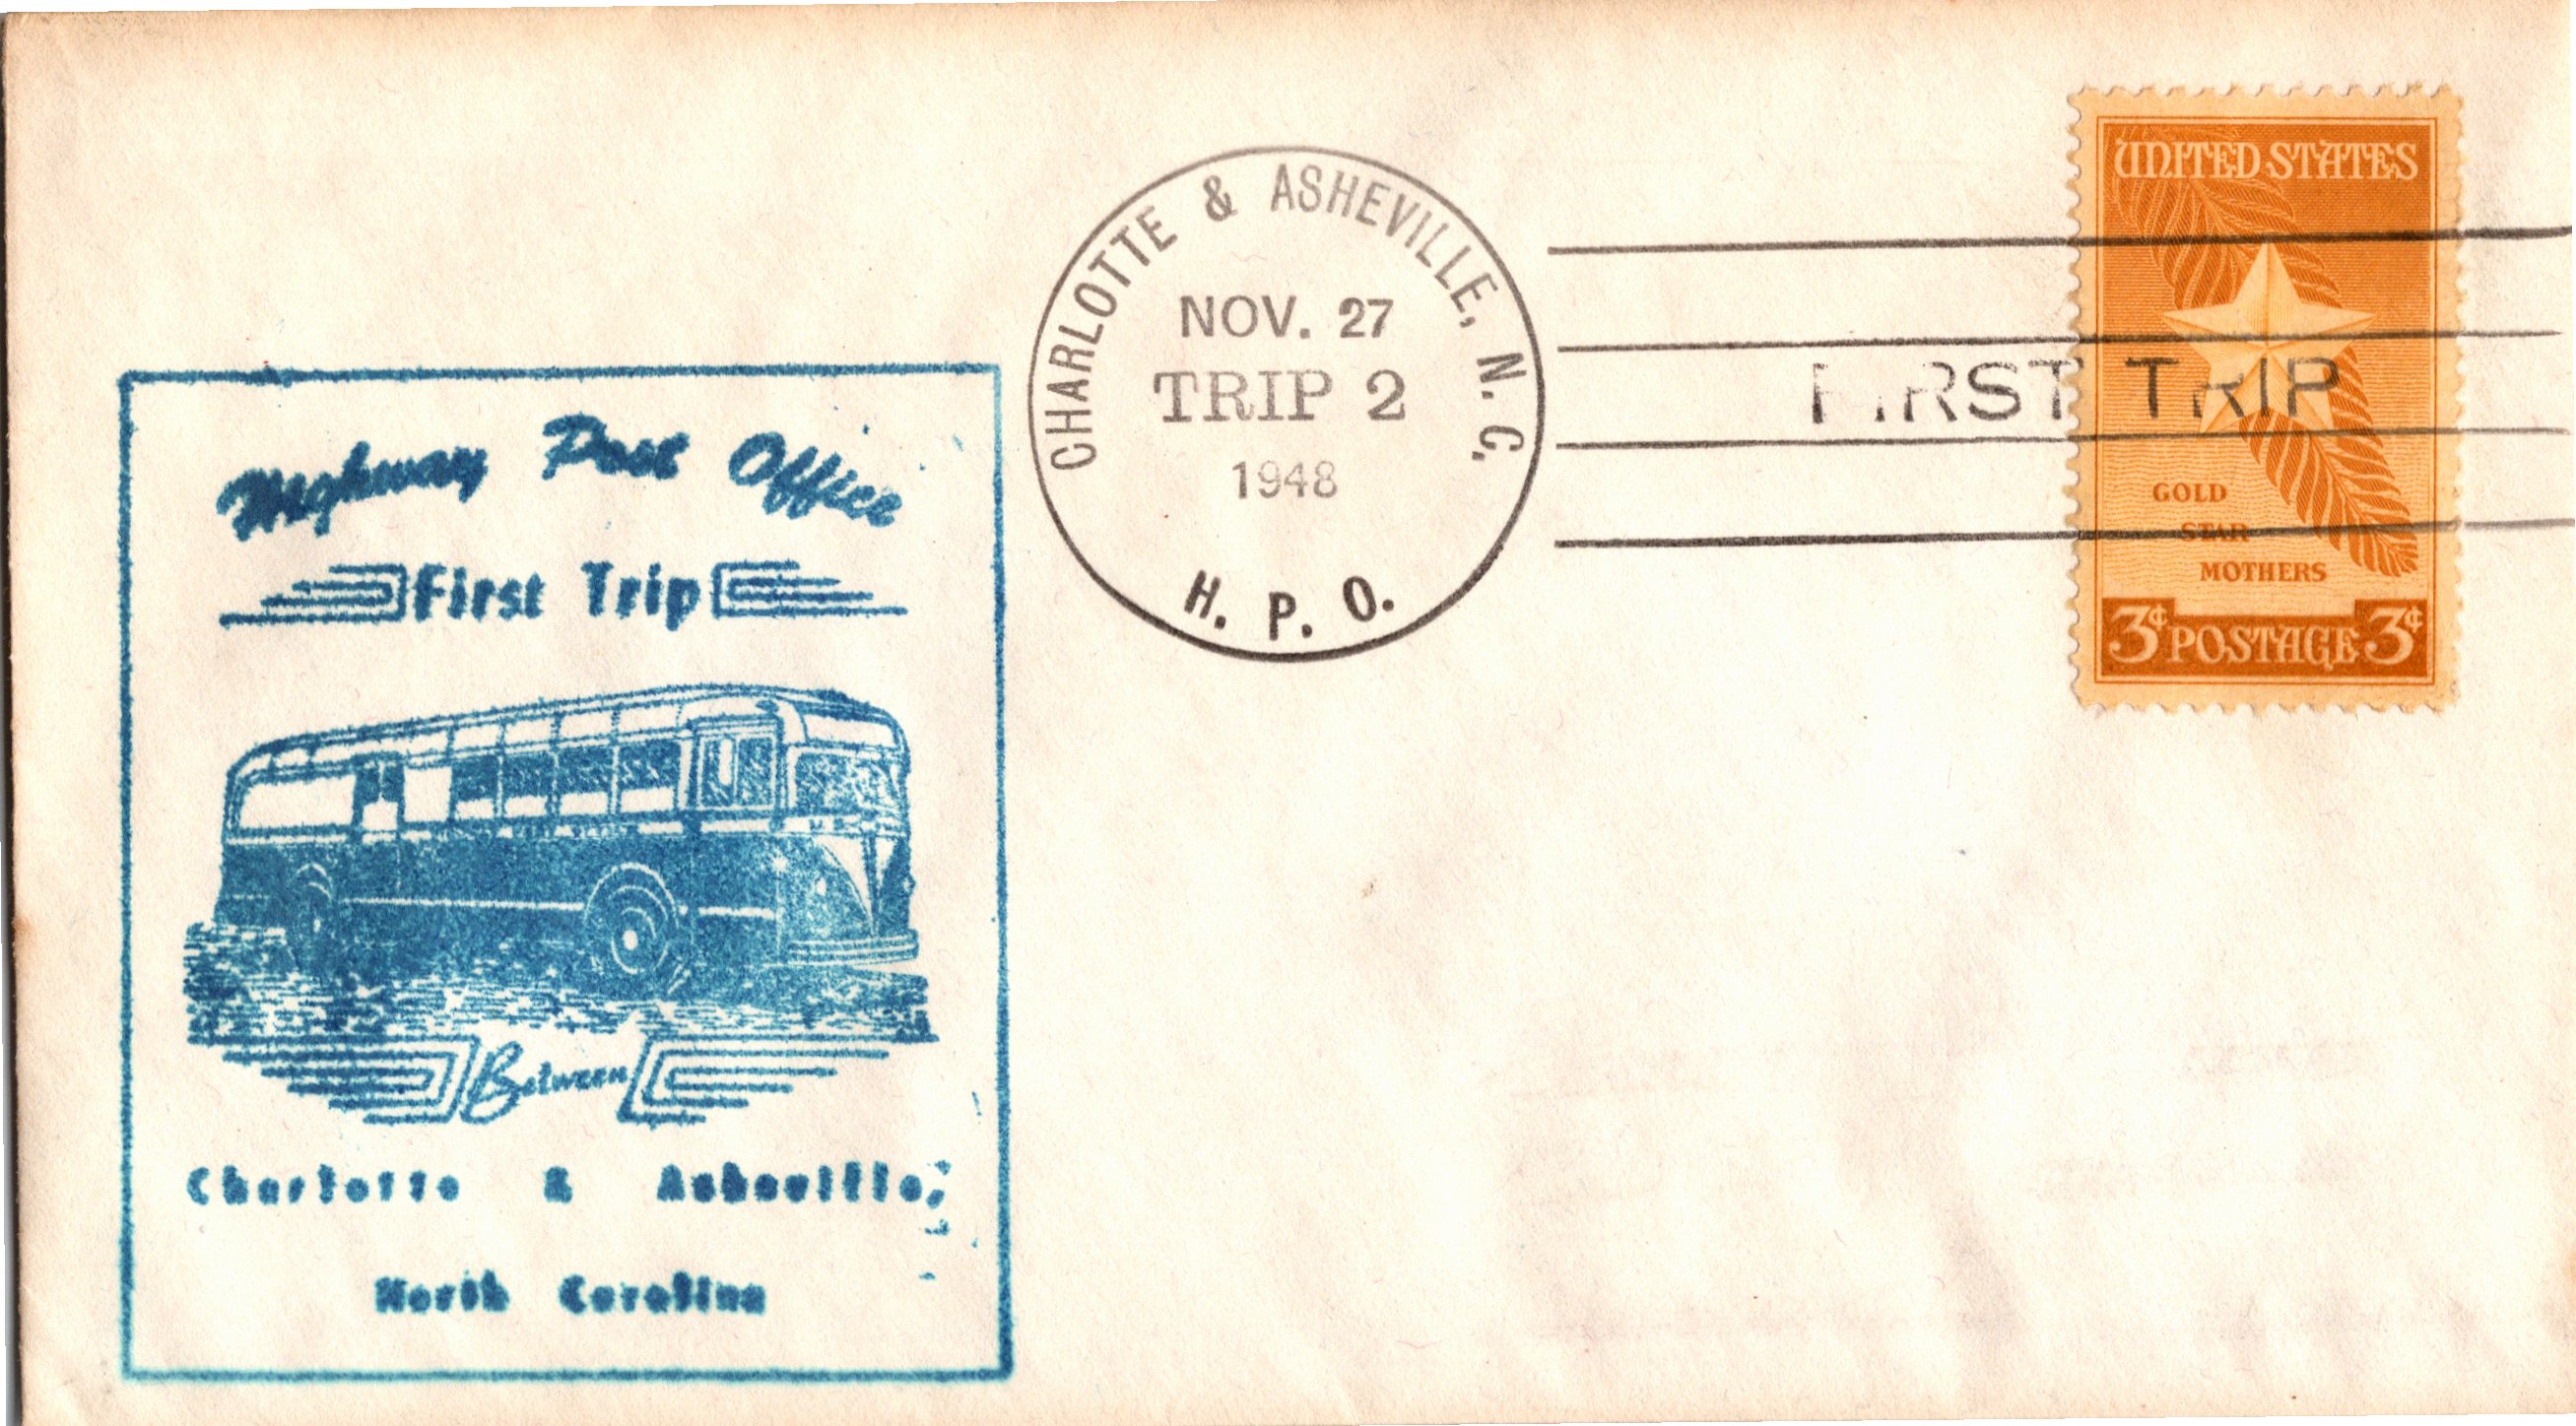 Highway Post Office
First Trip
Between
Charlotte & Asheville,
North Carolina
CHARLOTTE & ASHEVILLE, N. C.
NOV. 27
TRIP 2
1948
H. P. O.
FIRST TRIP
UNITED STATES
GOLD
STAR
MOTHERS
3¢ POSTAGE 3¢